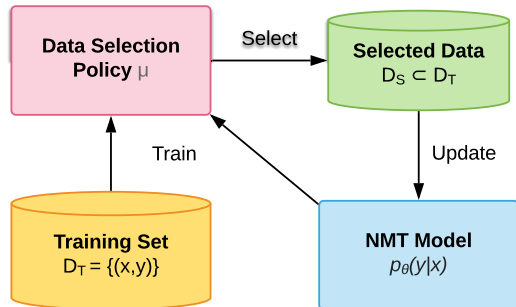 Data Selection
Policy μ
Select
Selected Data
D_S ⊂ D_T
Train
Update
Training Set
D_T = {(x,y)}
NMT Model
p_θ(y|x)